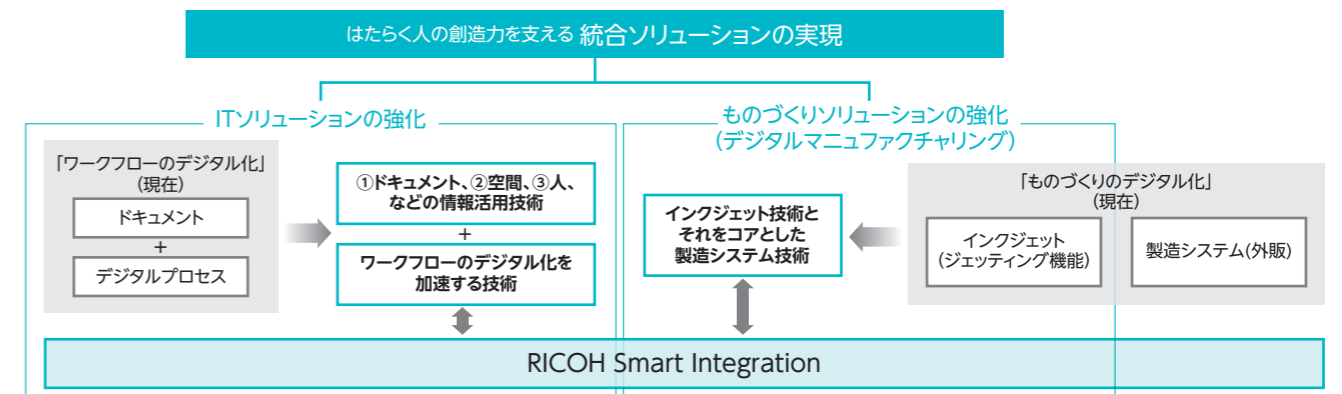 はたらく人の創造力を支える 統合ソリューションの実現
ITソリューションの強化
「ワークフローのデジタル化」
(現在)
ドキュメント
+
デジタルプロセス
①ドキュメント、②空間、③人、
などの情報活用技術
+
ワークフローのデジタル化を
加速する技術
ものづくりソリューションの強化
(デジタルマニュファクチャリング)
インクジェット技術と
それをコアとした
製造システム技術
「ものづくりのデジタル化」
(現在)
インクジェット
(ジェッティング機能)
製造システム(外販)
RICOH Smart Integration